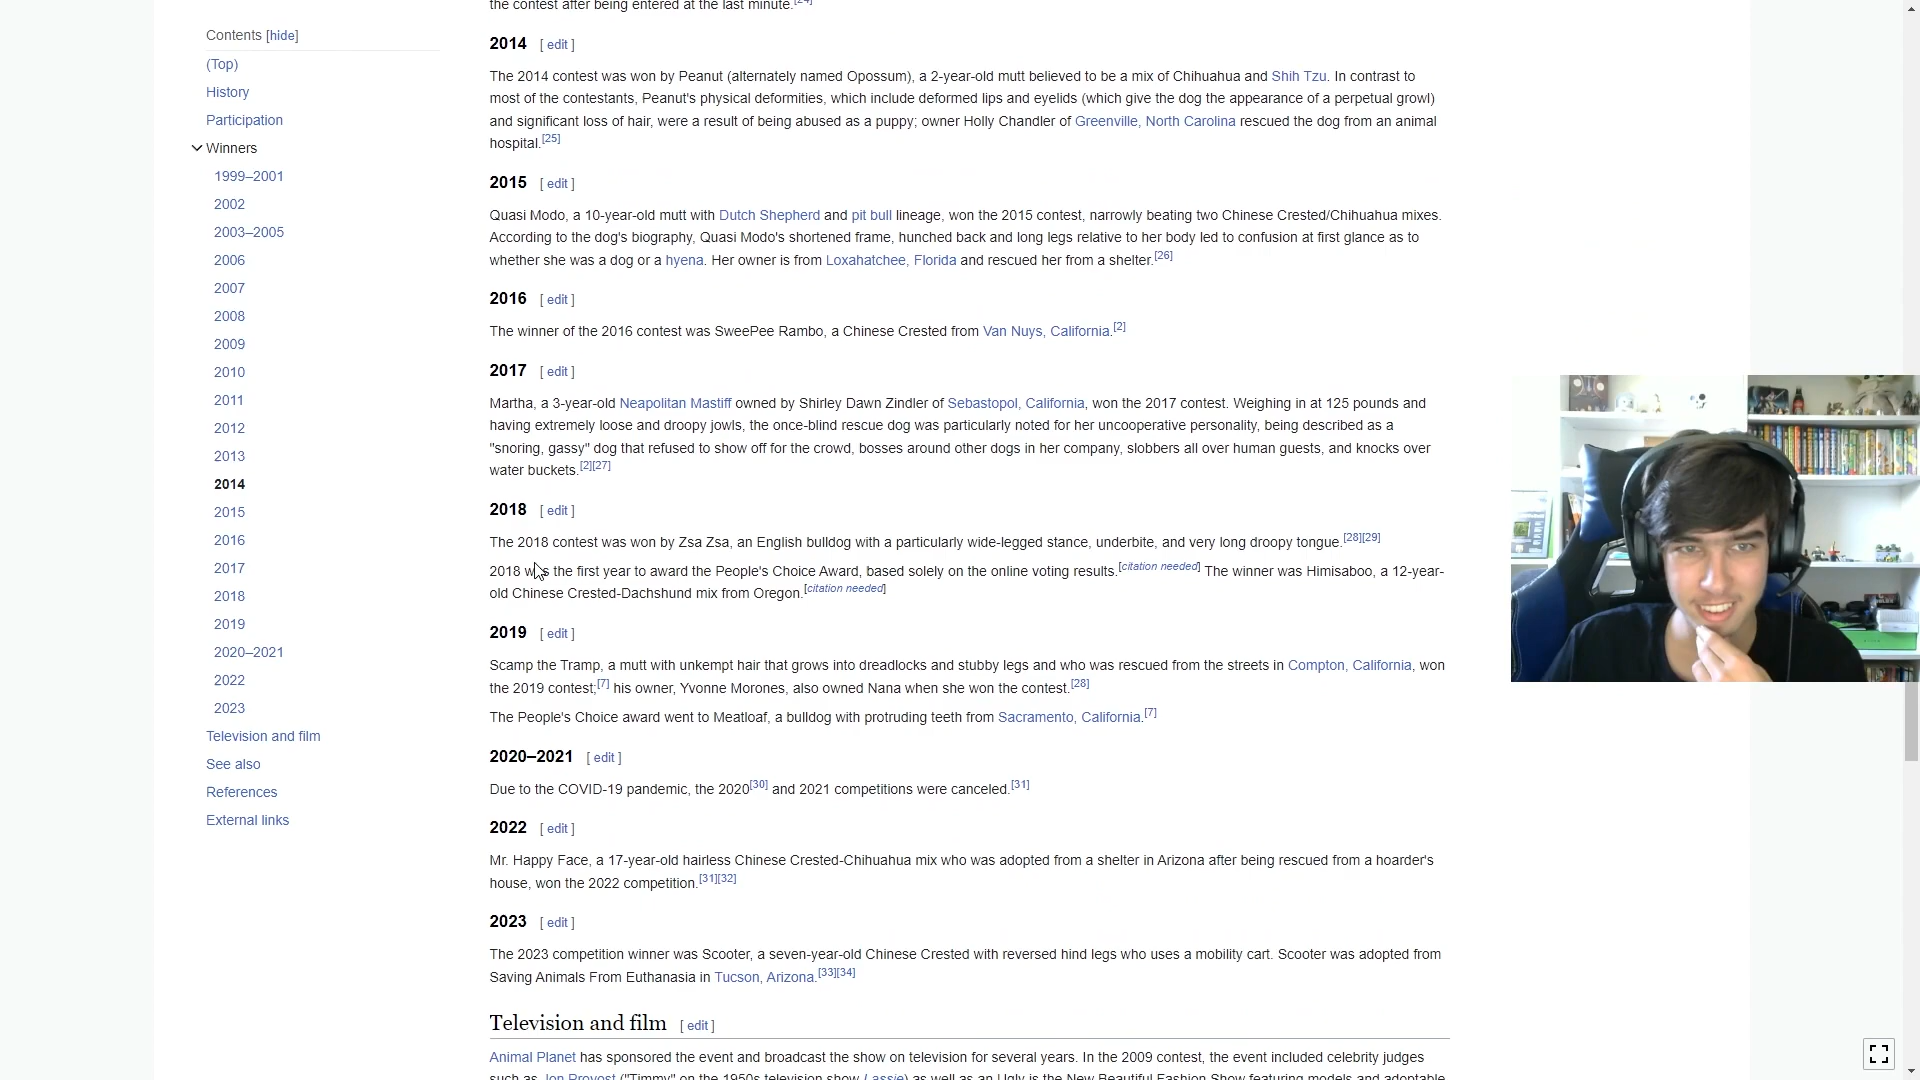 the contest after being entered at the last minute.[24]
Contents [hide]
(Top)
History
Participation
Winners
1999–2001
2002
2003–2005
2006
2007
2008
2009
2010
2011
2012
2013
2014
2015
2016
2017
2018
2019
2020–2021
2022
2023
Television and film
See also
References
External links
2014 [ edit ]
The 2014 contest was won by Peanut (alternately named Opossum), a 2-year-old mutt believed to be a mix of Chihuahua and Shih Tzu. In contrast to
most of the contestants, Peanut's physical deformities, which include deformed lips and eyelids (which give the dog the appearance of a perpetual growl)
and significant loss of hair, were a result of being abused as a puppy; owner Holly Chandler of Greenville, North Carolina rescued the dog from an animal
hospital.[25]
2015 [ edit ]
Quasi Modo, a 10-year-old mutt with Dutch Shepherd and pit bull lineage, won the 2015 contest, narrowly beating two Chinese Crested/Chihuahua mixes.
According to the dog's biography, Quasi Modo's shortened frame, hunched back and long legs relative to her body led to confusion at first glance as to
whether she was a dog or a hyena. Her owner is from Loxahatchee, Florida and rescued her from a shelter.[26]
2016 [ edit ]
The winner of the 2016 contest was SweePee Rambo, a Chinese Crested from Van Nuys, California.[2]
2017 [ edit ]
Martha, a 3-year-old Neapolitan Mastiff owned by Shirley Dawn Zindler of Sebastopol, California, won the 2017 contest. Weighing in at 125 pounds and
having extremely loose and droopy jowls, the once-blind rescue dog was particularly noted for her uncooperative personality, being described as a
"snoring, gassy" dog that refused to show off for the crowd, bosses around other dogs in her company, slobbers all over human guests, and knocks over
water buckets.[2][27]
2018 [ edit ]
The 2018 contest was won by Zsa Zsa, an English bulldog with a particularly wide-legged stance, underbite, and very long droopy tongue.[28][29]
2018 was the first year to award the People's Choice Award, based solely on the online voting results.[citation needed] The winner was Himisaboo, a 12-year-
old Chinese Crested-Dachshund mix from Oregon.[citation needed]
2019 [ edit ]
Scamp the Tramp, a mutt with unkempt hair that grows into dreadlocks and stubby legs and who was rescued from the streets in Compton, California, won
the 2019 contest;[7] his owner, Yvonne Morones, also owned Nana when she won the contest.[28]
The People's Choice award went to Meatloaf, a bulldog with protruding teeth from Sacramento, California.[7]
2020–2021 [ edit ]
Due to the COVID-19 pandemic, the 2020[30] and 2021 competitions were canceled.[31]
2022 [ edit ]
Mr. Happy Face, a 17-year-old hairless Chinese Crested-Chihuahua mix who was adopted from a shelter in Arizona after being rescued from a hoarder's
house, won the 2022 competition.[31][32]
2023 [ edit ]
The 2023 competition winner was Scooter, a seven-year-old Chinese Crested with reversed hind legs who uses a mobility cart. Scooter was adopted from
Saving Animals From Euthanasia in Tucson, Arizona.[33][34]
Television and film [ edit ]
Animal Planet has sponsored the event and broadcast the show on television for several years. In the 2009 contest, the event included celebrity judges
such as Jon Provost ("Timmy" on the 1950s television show Lassie) as well as an Ugly is the New Beautiful Fashion Show featuring models and adoptable